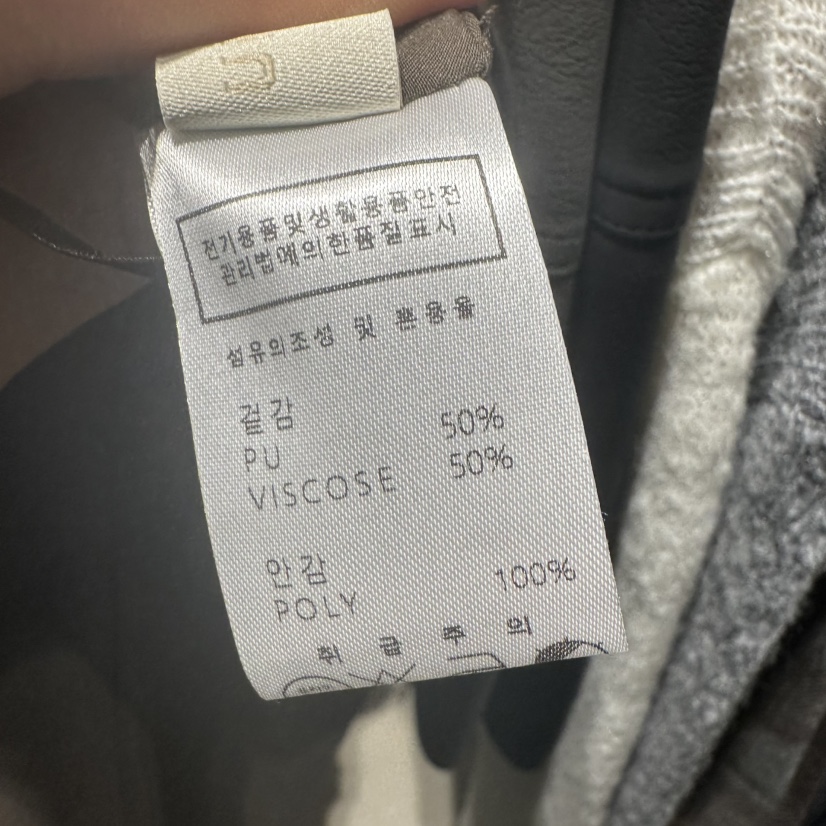 전기용품및생활용품안전
관리법에의한품질표시
섬유의조성 및 혼용율
겉감
PU 50%
VISCOSE 50%
안감
POLY 100%
취 급 주 의